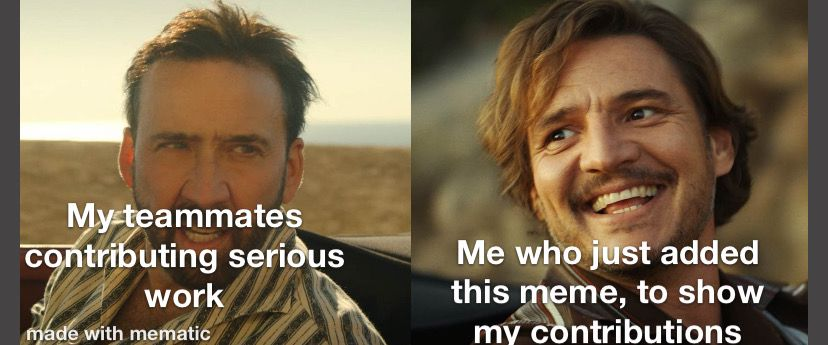 My teammates
contributing serious
work
made with mematic
Me who just added
this meme, to show
my contributions